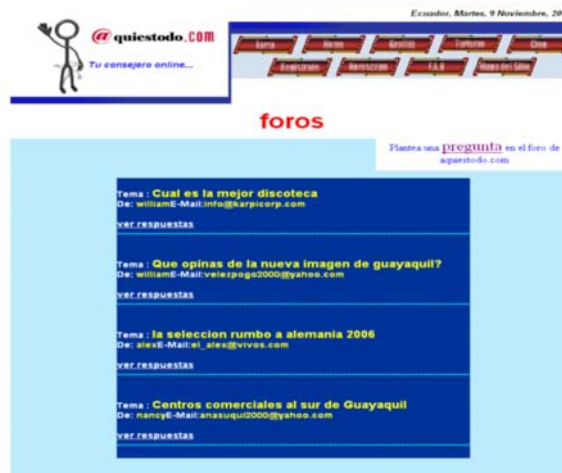 Ecuador, Martes, 9 Noviembre, 20
@ quiestodo.com
Tu consejero online...
foros
Plantea una pregunta en el foro de
aquiestodo.com
Tema : Cual es la mejor discoteca
De: williamE-Mail:info@karpicorp.com
ver respuestas
Tema : Que opinas de la nueva imagen de guayaquil?
De: williamE-Mail:velezpogo2000@yahoo.com
ver respuestas
Tema : la seleccion rumbo a alemania 2006
De: alexE-Mail:el_alex@vivos.com
ver respuestas
Tema : Centros comerciales al sur de Guayaquil
De: nancyE-Mail:anasuqui2000@yahoo.com
ver respuestas